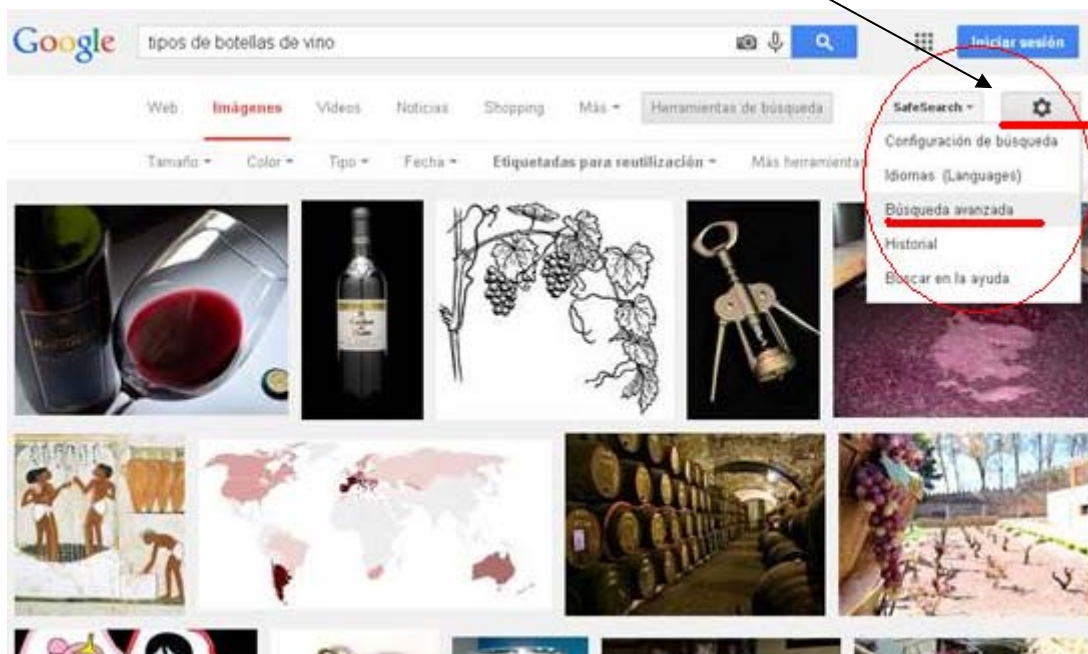 Google tipos de botellas de vino Iniciar sesión
Web Imágenes Vídeos Noticias Shopping Más Herramientas de búsqueda SafeSearch
Tamaño Color Tipo Fecha Etiquetadas para reutilización Más herramientas
Configuración de búsqueda
Idiomas (Languages)
Búsqueda avanzada
Historial
Buscar en la ayuda